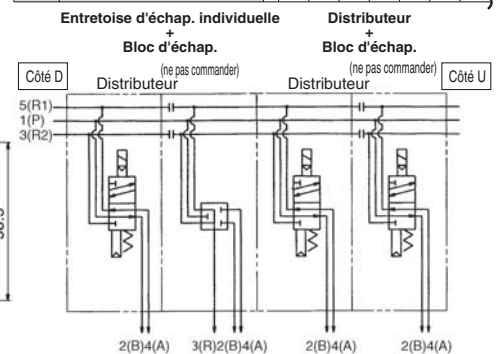 Entretoise d'échap. individuelle
+
Bloc d'échap.
Distributeur
+
Bloc d'échap.
Côté D
(ne pas commander)
Distributeur
(ne pas commander)
Distributeur
Côté U
5(R1)
1(P)
3(R2)
2(B)4(A)
3(R)2(B)4(A)
2(B)4(A)
2(B)4(A)